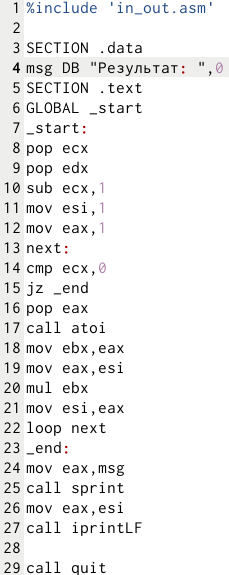 1 %include 'in_out.asm'
2
3 SECTION .data
4 msg DB "Результат: ",0
5 SECTION .text
6 GLOBAL _start
7 _start:
8 pop ecx
9 pop edx
10 sub ecx,1
11 mov esi,1
12 mov eax,1
13 next:
14 cmp ecx,0
15 jz _end
16 pop eax
17 call atoi
18 mov ebx,eax
19 mov eax,esi
20 mul ebx
21 mov esi,eax
22 loop next
23 _end:
24 mov eax,msg
25 call sprint
26 mov eax,esi
27 call iprintLF
28
29 call quit